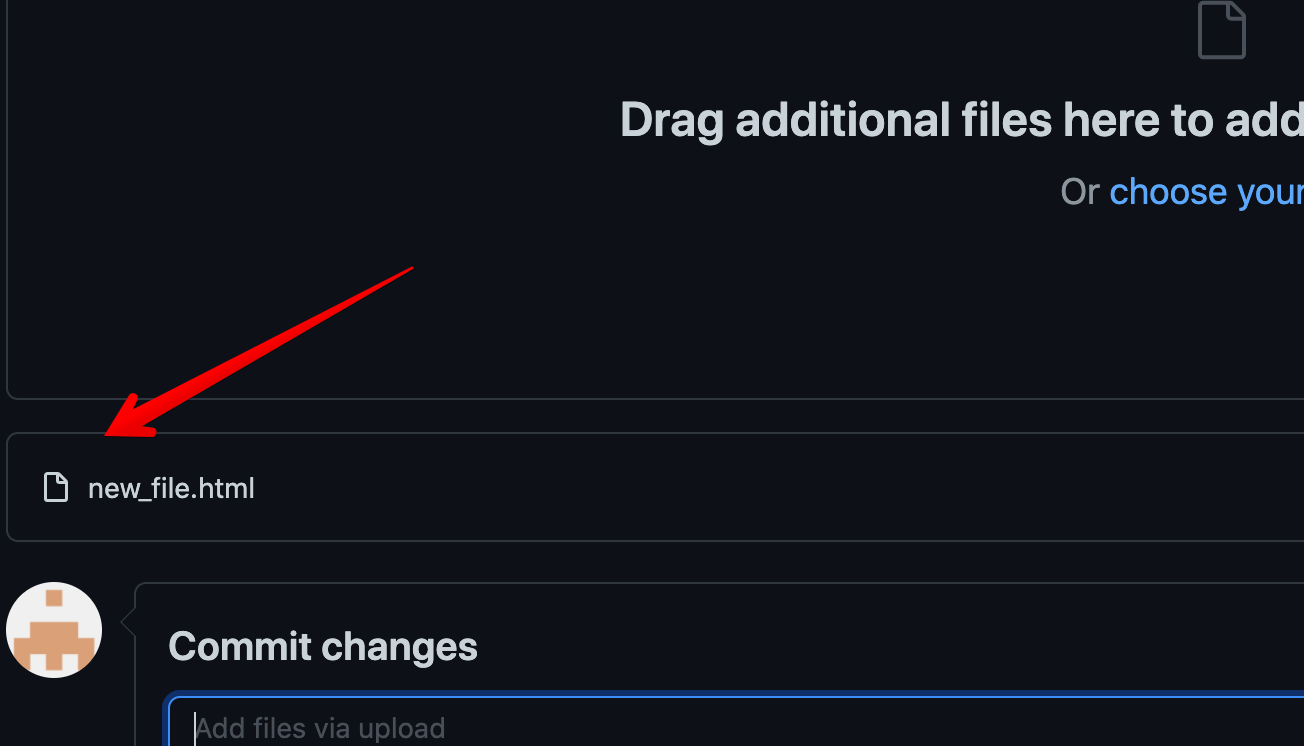 Drag additional files here to add
Or choose your
new_file.html
Commit changes
Add files via upload